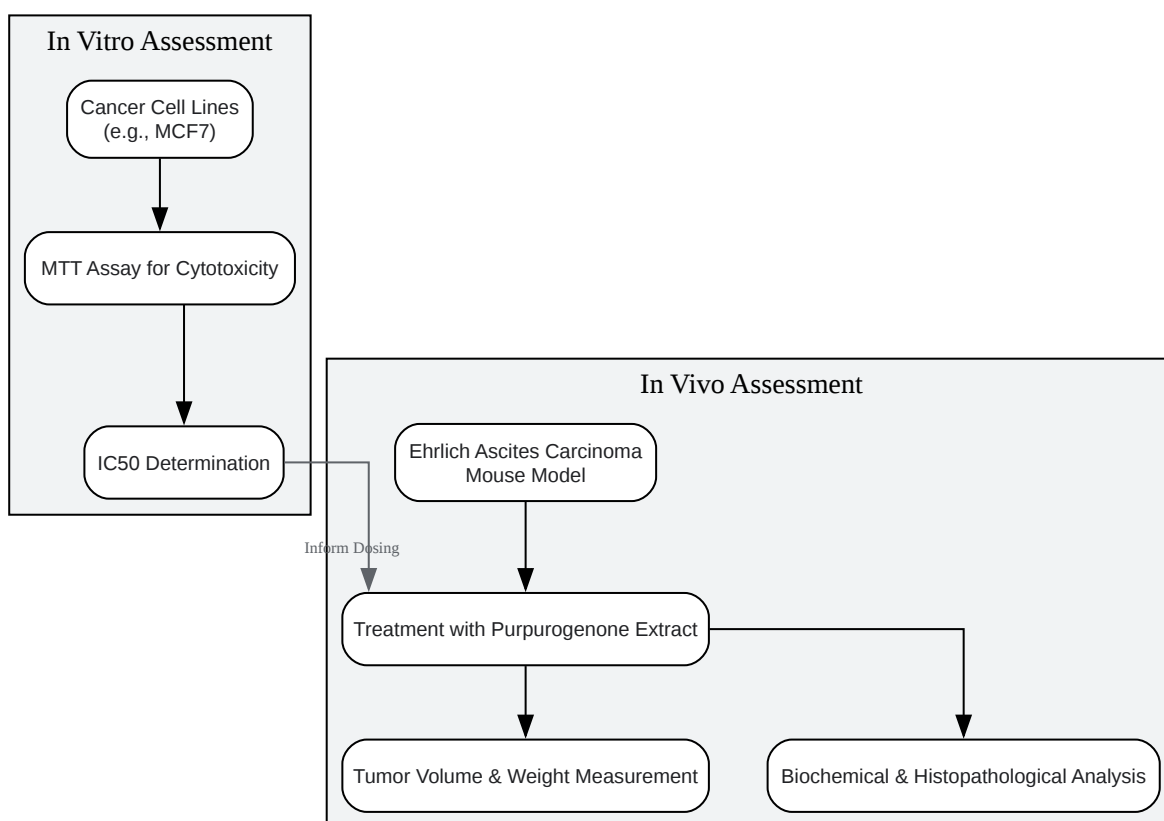 In Vitro Assessment
Cancer Cell Lines
(e.g., MCF7)
MTT Assay for Cytotoxicity
IC50 Determination
Inform Dosing
In Vivo Assessment
Ehrlich Ascites Carcinoma
Mouse Model
Treatment with Purpurogenone Extract
Tumor Volume & Weight Measurement
Biochemical & Histopathological Analysis